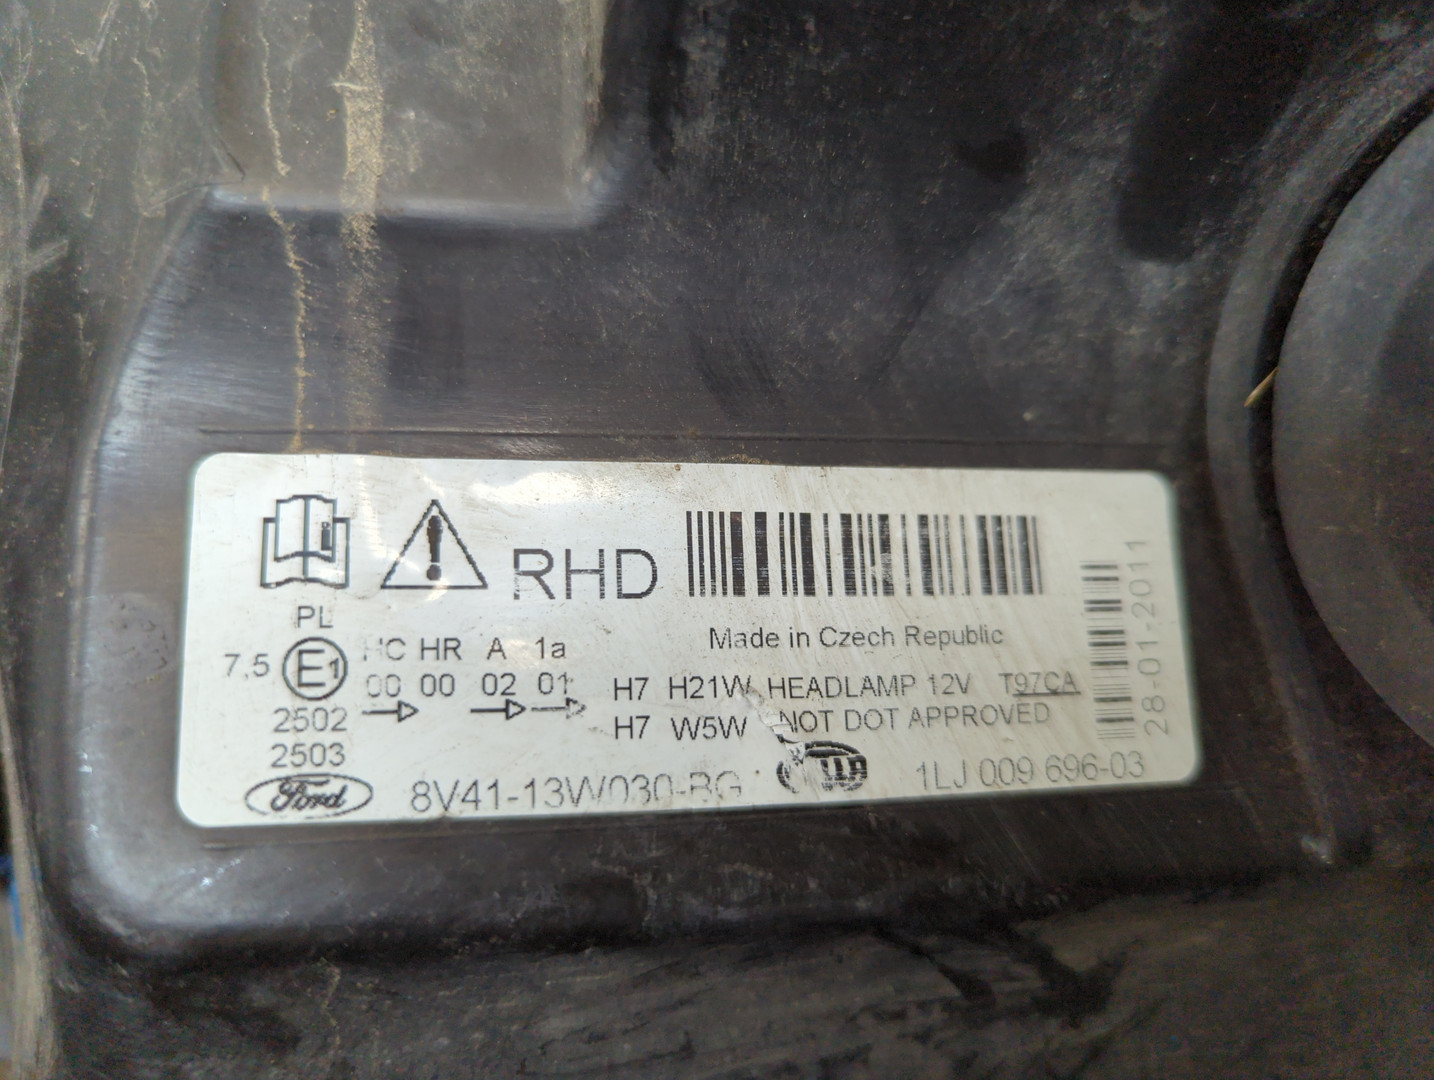 RHD
PL
Made in Czech Republic
7,5 E1 HC HR A 1a
00 00 02 01
H7 H21W HEADLAMP 12V T97CA
2502
H7 W5W NOT DOT APPROVED
2503
Ford 8V41-13W030-BG HELLA 1LJ 009 696-03
28-01-2011